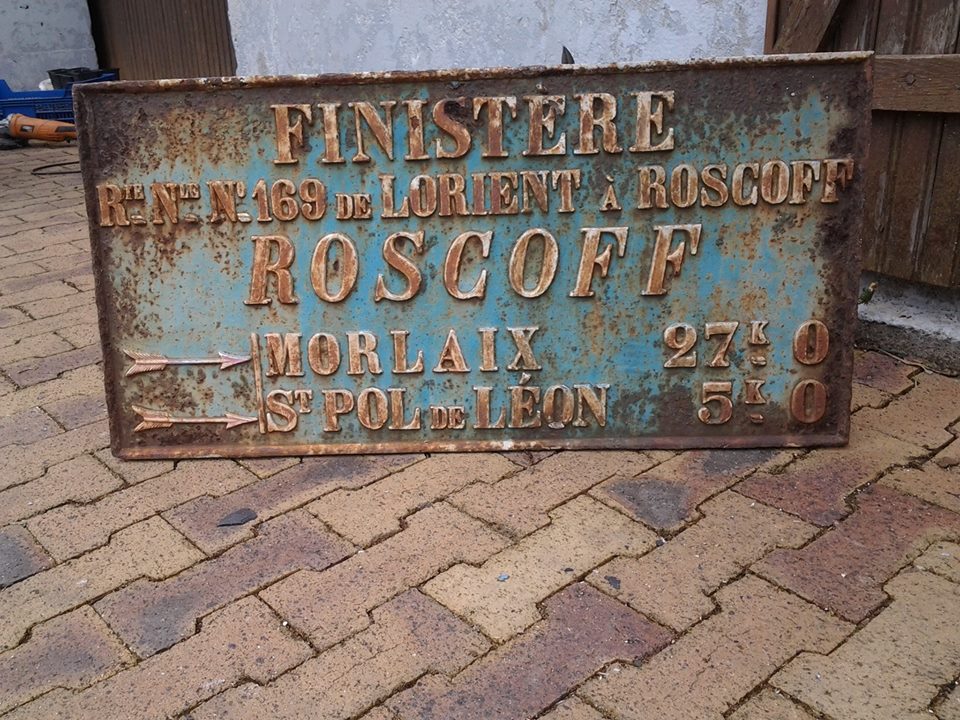 FINISTÈRE
RTE NLE NO 169 DE LORIENT À ROSCOFF
ROSCOFF
MORLAIX 27K 0
ST POL DE LÉON 5K 0